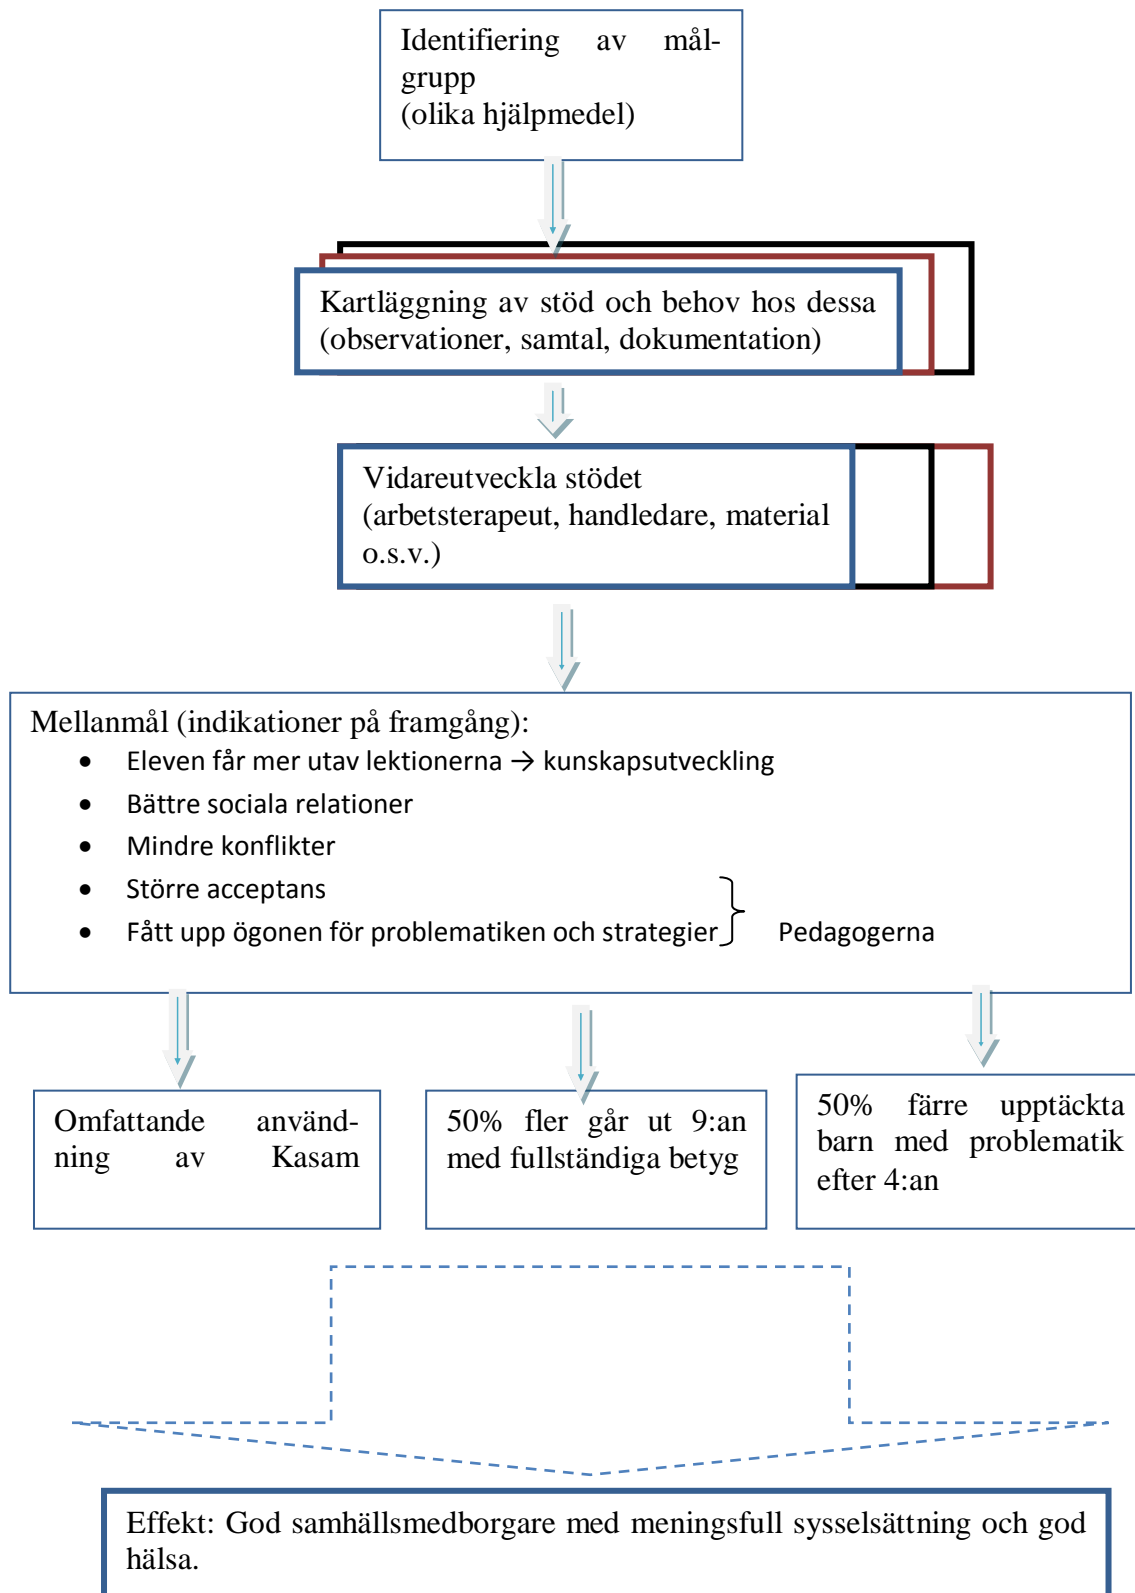 Identifiering av mål-
grupp
(olika hjälpmedel)
Kartläggning av stöd och behov hos dessa
(observationer, samtal, dokumentation)
Vidareutveckla stödet
(arbetsterapeut, handledare, material
o.s.v.)
Mellanmål (indikationer på framgång):
• Eleven får mer utav lektionerna → kunskapsutveckling
• Bättre sociala relationer
• Mindre konflikter
• Större acceptans
• Fått upp ögonen för problematiken och strategier
Pedagogerna
Omfattande använd-
ning av Kasam
50% fler går ut 9:an
med fullständiga betyg
50% färre upptäckta
barn med problematik
efter 4:an
Effekt: God samhällsmedborgare med meningsfull sysselsättning och god
hälsa.